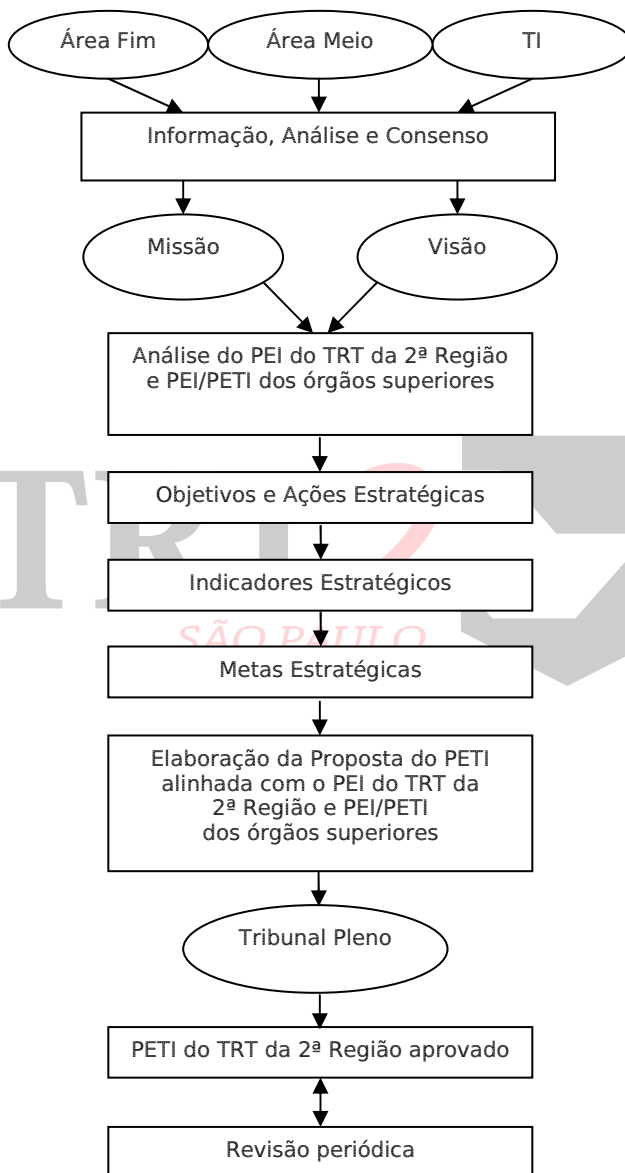 Área Fim
Área Meio
TI
Informação, Análise e Consenso
Missão
Visão
Análise do PEI do TRT da 2ª Região
e PEI/PETI dos órgãos superiores
TRT2
Objetivos e Ações Estratégicas
Indicadores Estratégicos
SÃO PAULO
Metas Estratégicas
Elaboração da Proposta do PETI
alinhada com o PEI do TRT da
2ª Região e PEI/PETI
dos órgãos superiores
Tribunal Pleno
PETI do TRT da 2ª Região aprovado
Revisão periódica